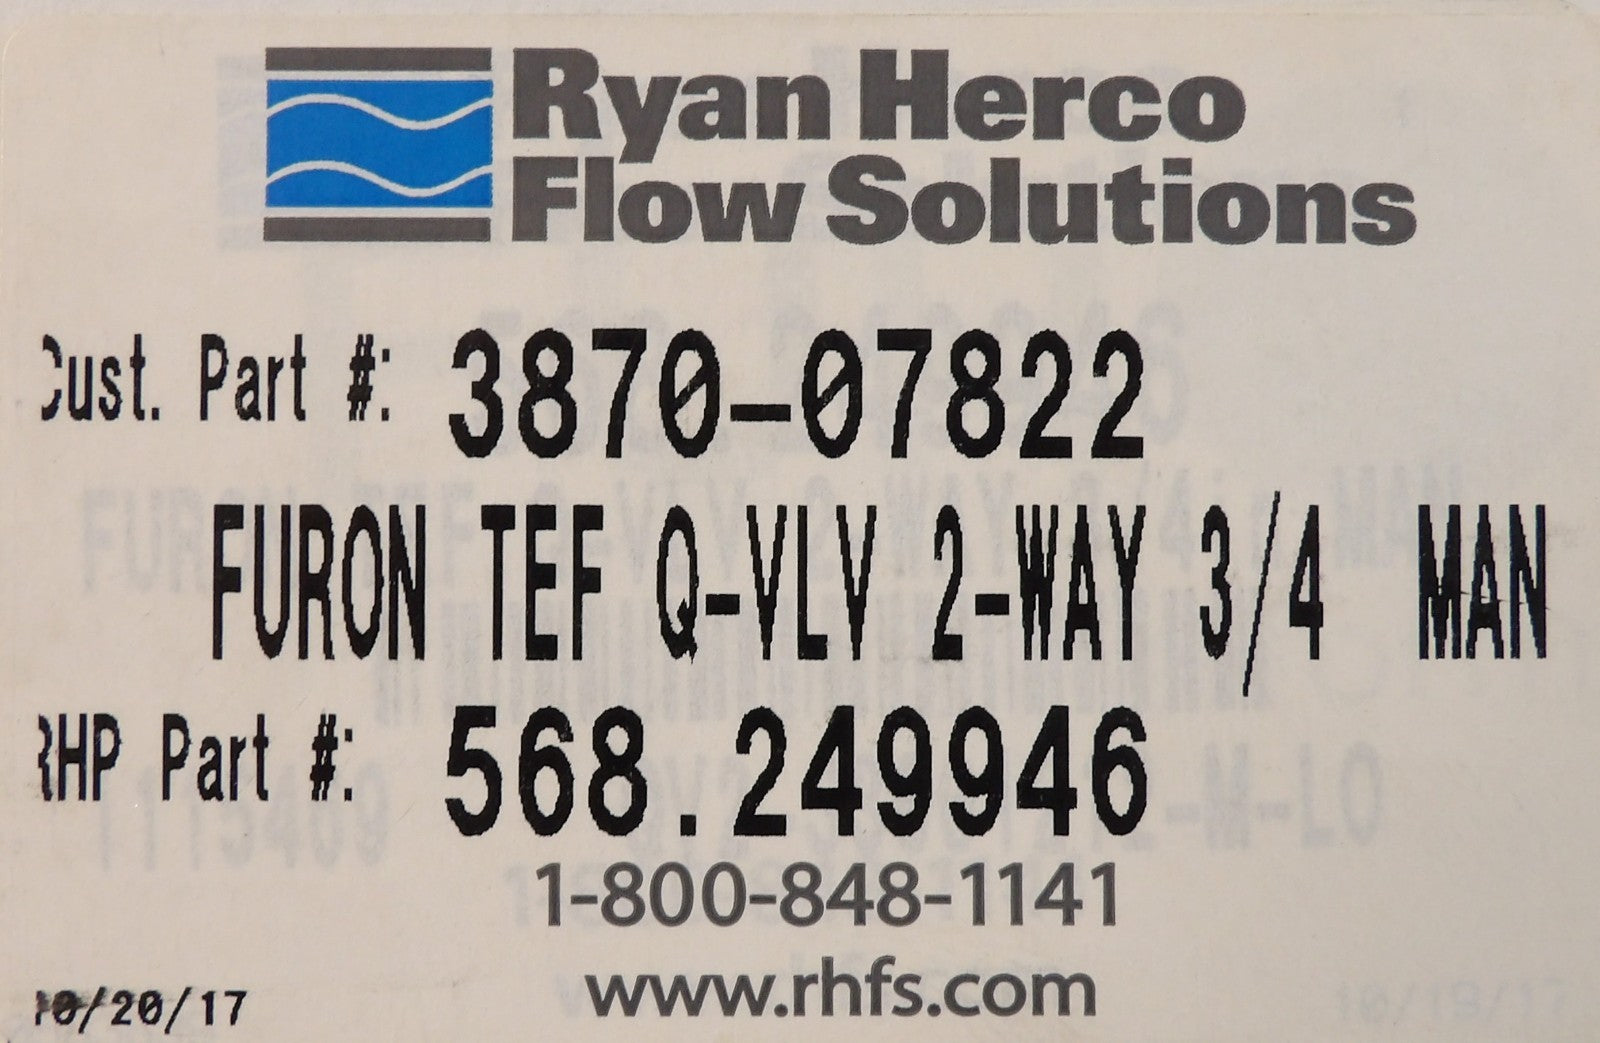 Ryan Herco
Flow Solutions
Cust. Part #: 3870-07822
FURON TEF Q-VLV 2-WAY 3/4 MAN
RHP Part #: 568.249946
1-800-848-1141
www.rhfs.com
10/20/17